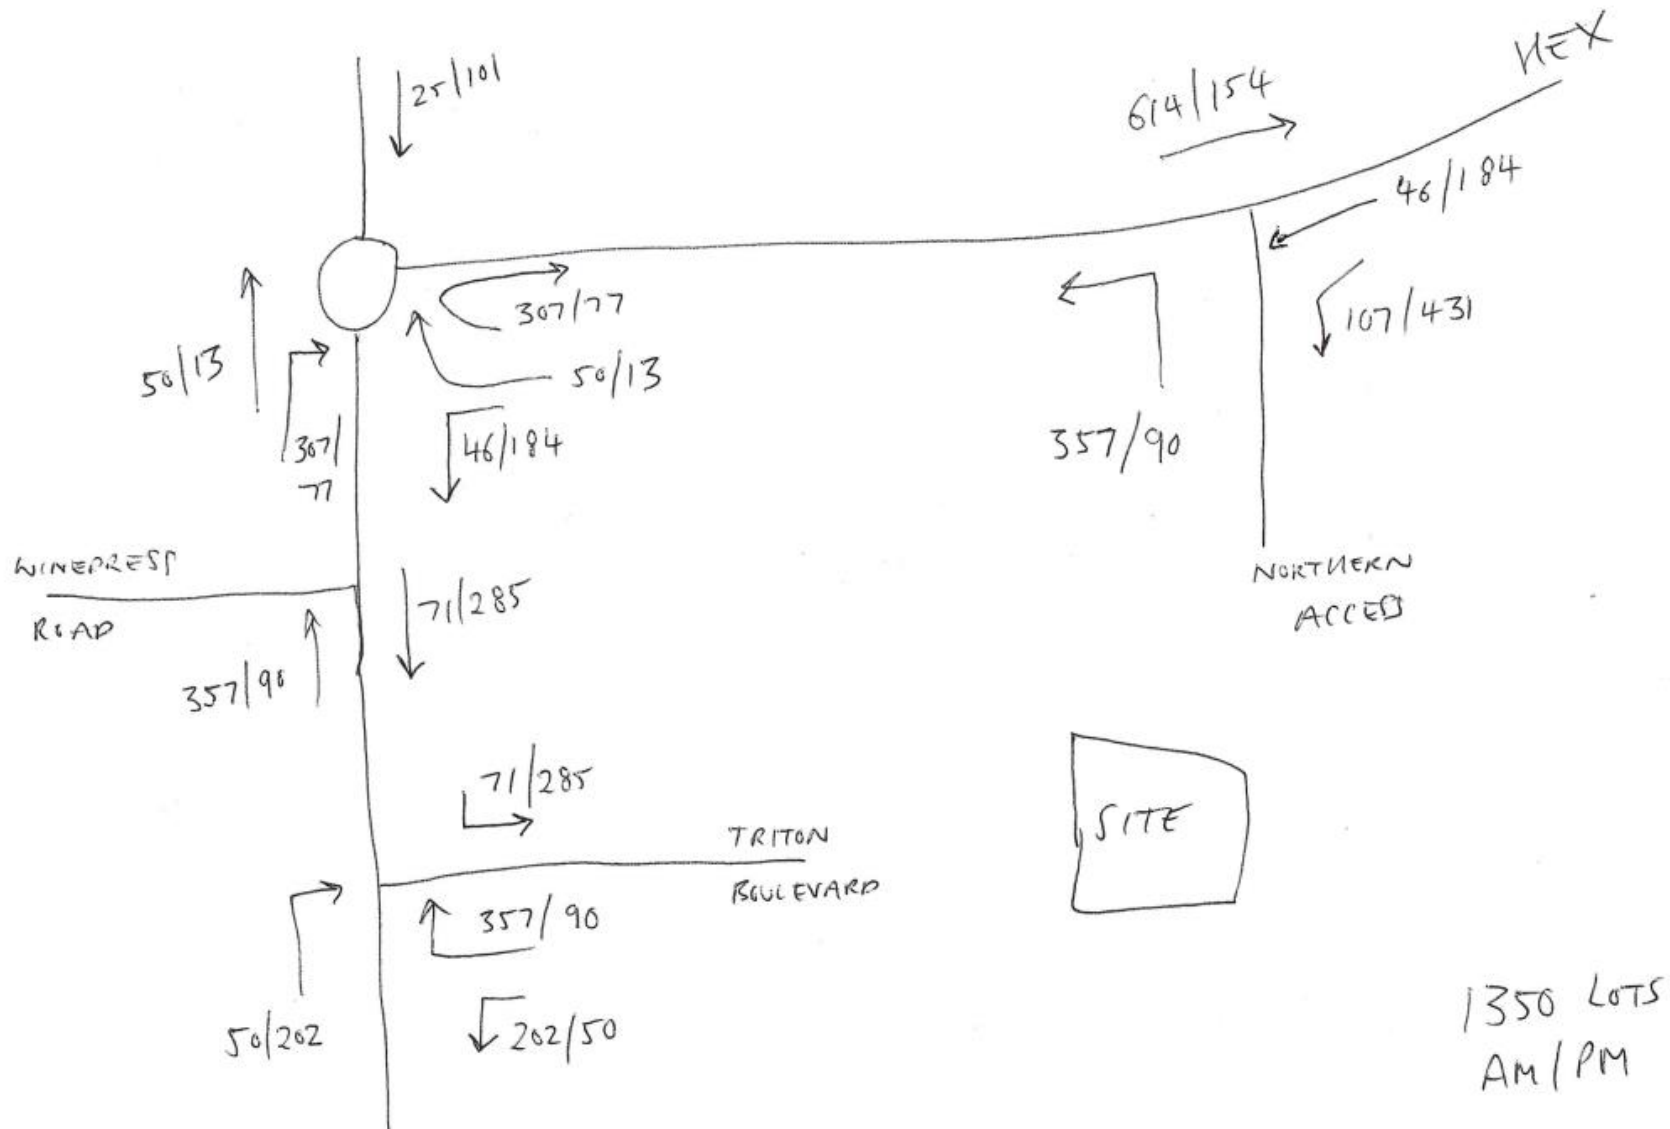 25/101
HEX
614/154
46/184
107/431
307/77
50/13
50/13
307/
77
46/184
357/90
WINEPRESS
ROAD
71/285
357/90
NORTHERN
ACCESS
71/285
TRITON
BOULEVARD
SITE
357/90
50/202
202/50
1350 LOTS
AM/PM